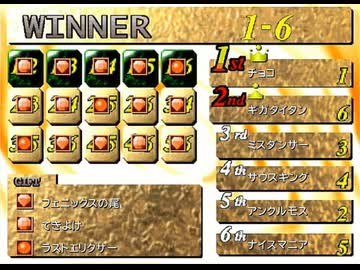 WINNER
1-6
1st チョコ 1
2nd ギガタイタン 6
3rd ミスダンサー 3
4th サウスキング 4
5th アンクルモス 2
6th ナイスマニア 5
GIFT
フェニックスの尾
てきよけ
ラストエリクサー